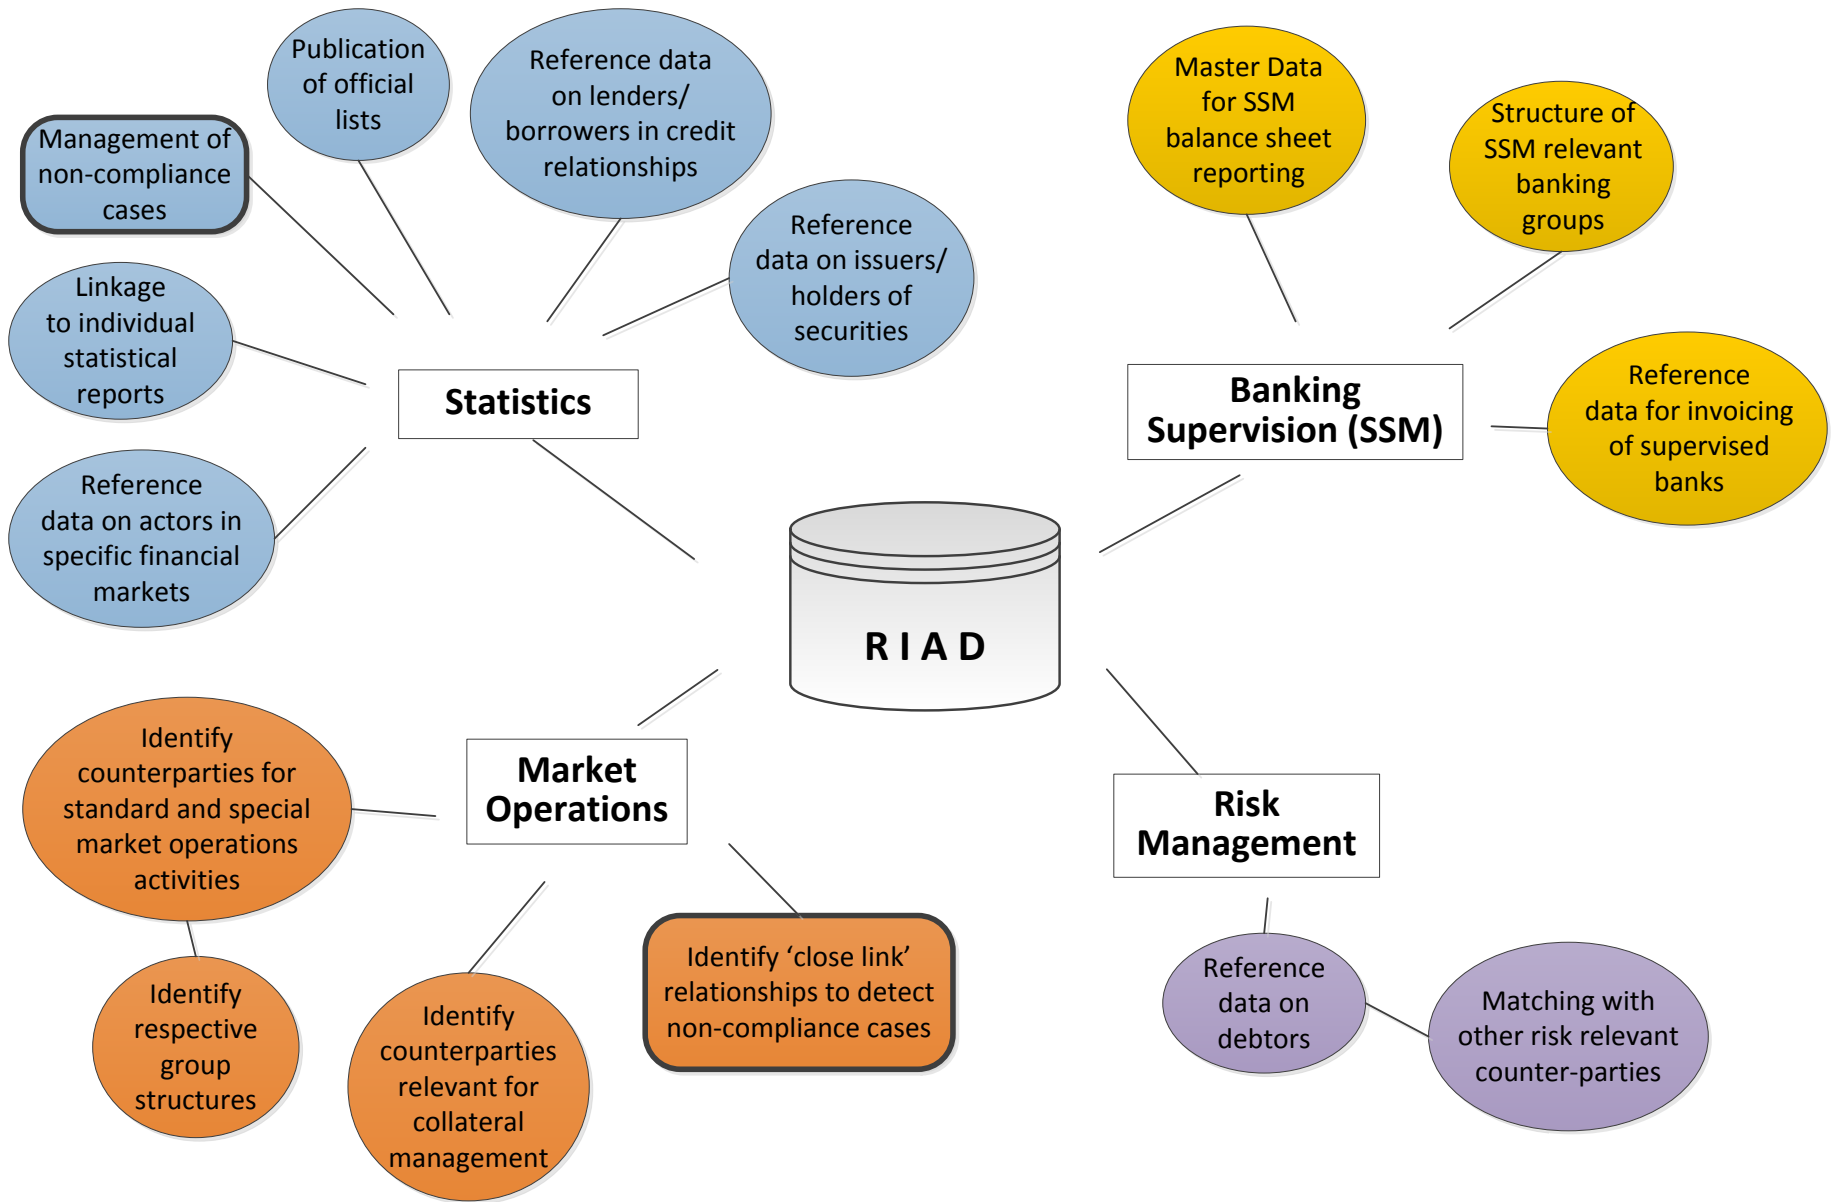 Publication
of official
lists
Reference data
on lenders/
borrowers in credit
relationships
Management of
non-compliance
cases
Reference
data on issuers/
holders of
securities
Linkage
to individual
statistical
reports
Statistics
Reference
data on actors in
specific financial
markets
Master Data
for SSM
balance sheet
reporting
Structure of
SSM relevant
banking
groups
Banking
Supervision (SSM)
Reference
data for invoicing
of supervised
banks
R I A D
Identify
counterparties for
standard and special
market operations
activities
Market
Operations
Identify
respective
group
structures
Identify
counterparties
relevant for
collateral
management
Identify ‘close link’
relationships to detect
non-compliance cases
Risk
Management
Reference
data on
debtors
Matching with
other risk relevant
counter-parties